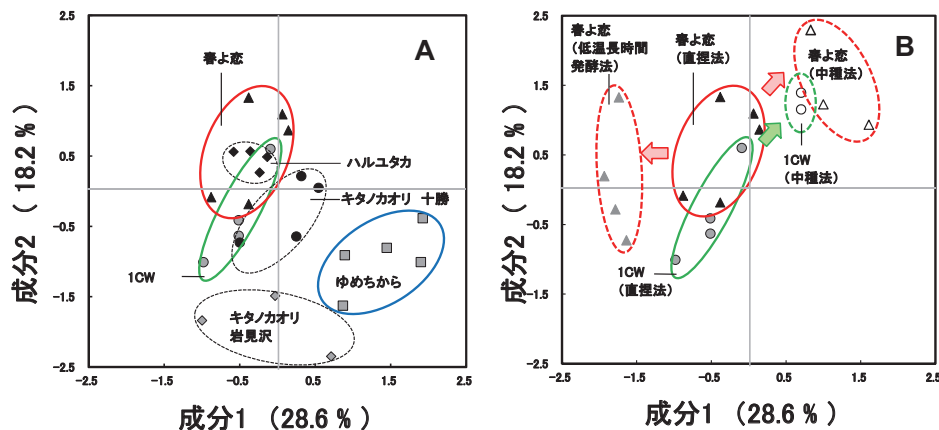 A
2.5
1.5
0.5
-0.5
-1.5
-2.5
成分2 (18.2 %)
春よ恋
ハルユタカ
キタノカオリ 十勝
1CW
ゆめちから
キタノカオリ
岩見沢
-2.5
-1.5
-0.5
0.5
1.5
2.5
成分1 (28.6 %)
B
2.5
1.5
0.5
-0.5
-1.5
-2.5
成分2 (18.2 %)
春よ恋
(低温長時間
発酵法)
春よ恋
(直捏法)
春よ恋
(中種法)
1CW
(中種法)
1CW
(直捏法)
-2.5
-1.5
-0.5
0.5
1.5
2.5
成分1 (28.6 %)